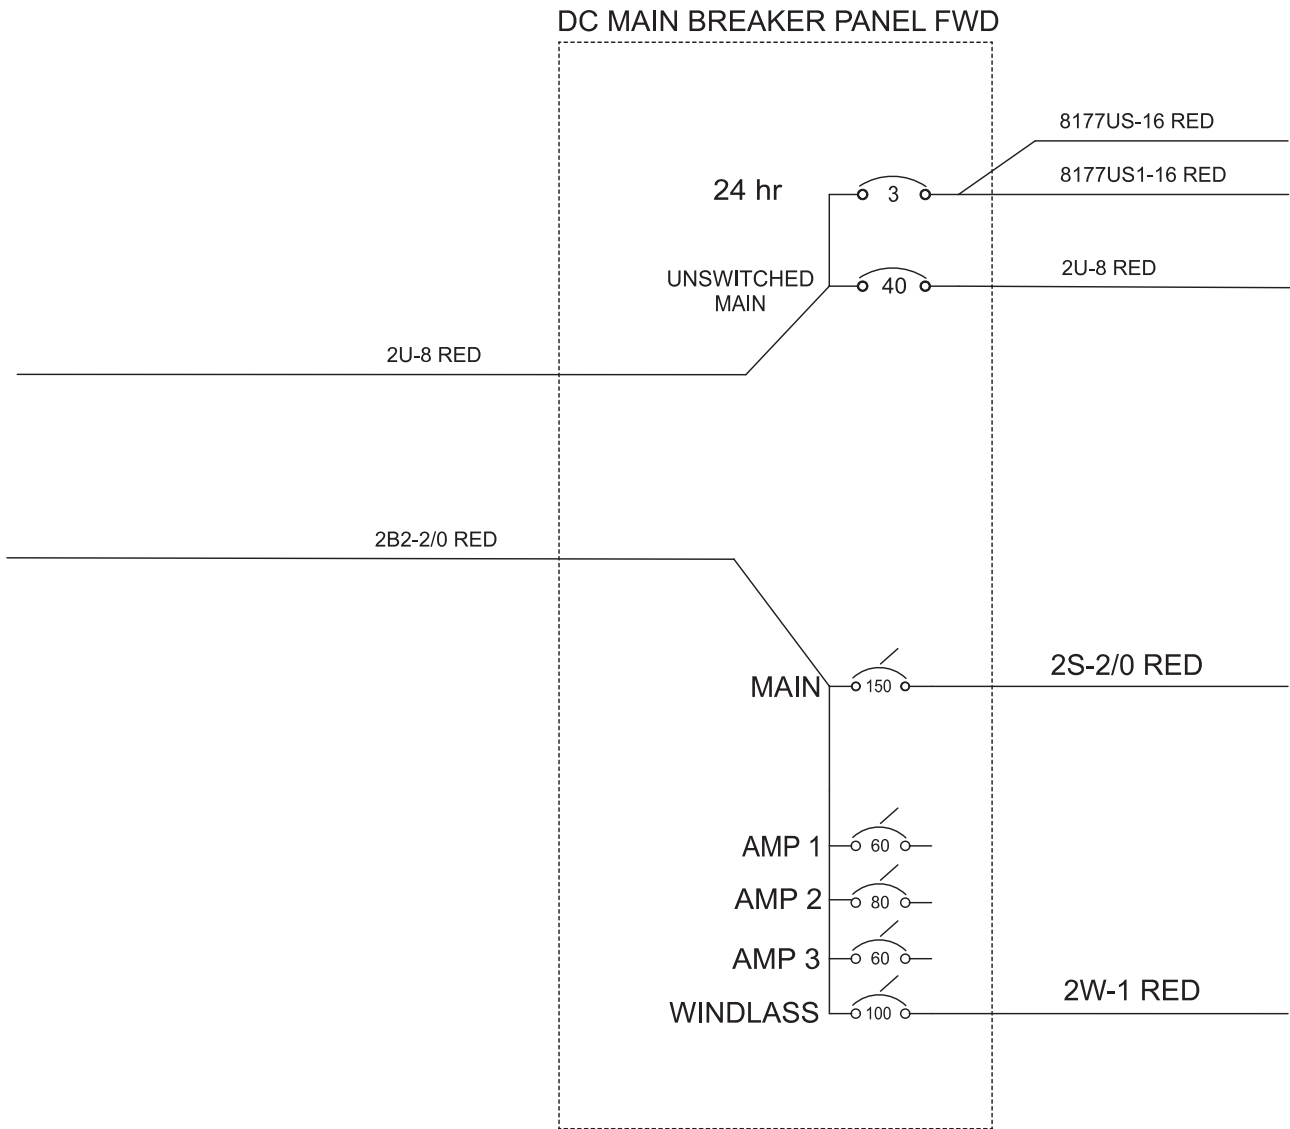 DC MAIN BREAKER PANEL FWD
8177US-16 RED
24 hr
3
8177US1-16 RED
UNSWITCHED
MAIN
40
2U-8 RED
2U-8 RED
2B2-2/0 RED
MAIN
150
2S-2/0 RED
AMP 1
60
AMP 2
80
AMP 3
60
WINDLASS
100
2W-1 RED